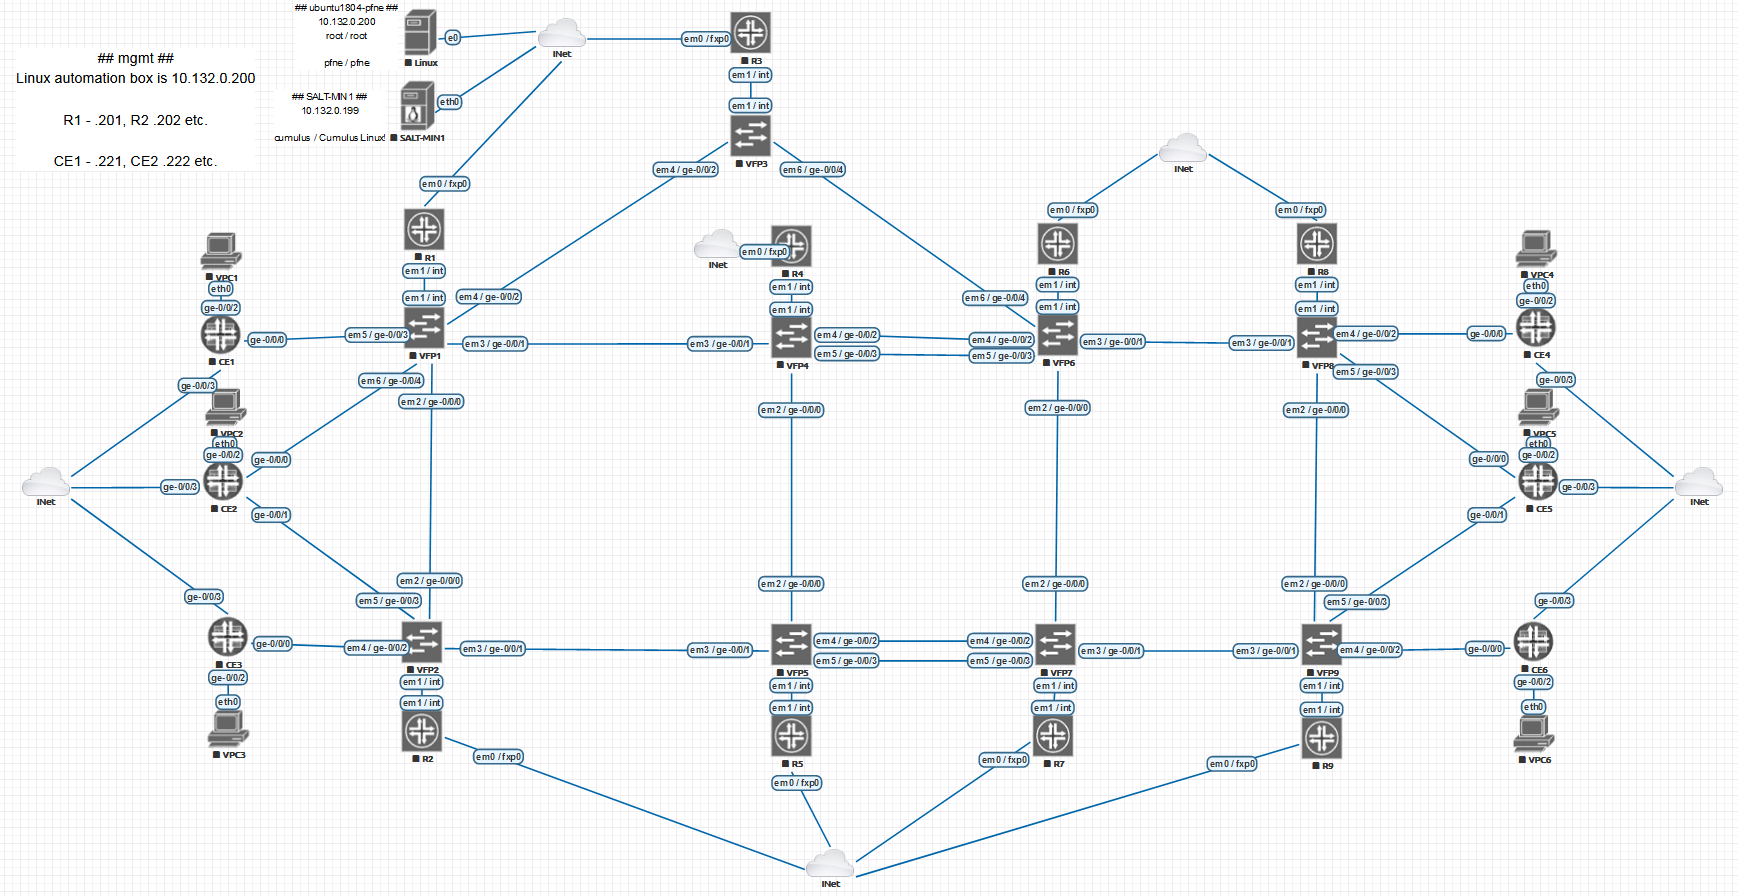 ## ubuntu1804-pfne ##
10.132.0.200
root / root
pfne / pfne
Linux
e0
INet
em0 / fxp0
R3
em1 / int
em1 / int
VFP3
em4 / ge-0/0/2
em6 / ge-0/0/4
## mgmt ##
Linux automation box is 10.132.0.200
R1 - .201, R2 .202 etc.
CE1 - .221, CE2 .222 etc.
## SALT-MIN1 ##
10.132.0.199
cumulus / CumulusLinux!
SALT-MIN1
eth0
em0 / fxp0
R1
em1 / int
em1 / int
VFP1
em4 / ge-0/0/2
em5 / ge-0/0/3
em3 / ge-0/0/1
em6 / ge-0/0/4
em2 / ge-0/0/0
INet
em0 / fxp0
R4
em1 / int
em1 / int
VFP4
em3 / ge-0/0/1
em4 / ge-0/0/2
em5 / ge-0/0/3
em2 / ge-0/0/0
INet
em0 / fxp0
em0 / fxp0
R6
em1 / int
em1 / int
VFP6
em6 / ge-0/0/4
em4 / ge-0/0/2
em5 / ge-0/0/3
em3 / ge-0/0/1
em2 / ge-0/0/0
R8
em1 / int
em1 / int
VFP8
em3 / ge-0/0/1
em4 / ge-0/0/2
em5 / ge-0/0/3
em2 / ge-0/0/0
VPC1
eth0
ge-0/0/2
ge-0/0/0
CE1
ge-0/0/3
VPC2
eth0
ge-0/0/2
ge-0/0/0
ge-0/0/3
CE2
ge-0/0/1
INet
ge-0/0/3
CE3
ge-0/0/0
ge-0/0/2
eth0
VPC3
VPC4
eth0
ge-0/0/2
ge-0/0/0
CE4
ge-0/0/3
VPC5
eth0
ge-0/0/2
ge-0/0/0
ge-0/0/3
CE5
ge-0/0/1
INet
ge-0/0/3
ge-0/0/0
CE6
ge-0/0/2
eth0
VPC6
em2 / ge-0/0/0
em5 / ge-0/0/3
em4 / ge-0/0/2
em3 / ge-0/0/1
VFP2
em1 / int
em1 / int
R2
em0 / fxp0
em2 / ge-0/0/0
em3 / ge-0/0/1
em4 / ge-0/0/2
em5 / ge-0/0/3
VFP5
em1 / int
em1 / int
R5
em0 / fxp0
em2 / ge-0/0/0
em4 / ge-0/0/2
em5 / ge-0/0/3
em3 / ge-0/0/1
VFP7
em1 / int
em1 / int
R7
em0 / fxp0
em2 / ge-0/0/0
em5 / ge-0/0/3
em3 / ge-0/0/1
em4 / ge-0/0/2
VFP9
em1 / int
em1 / int
R9
em0 / fxp0
INet